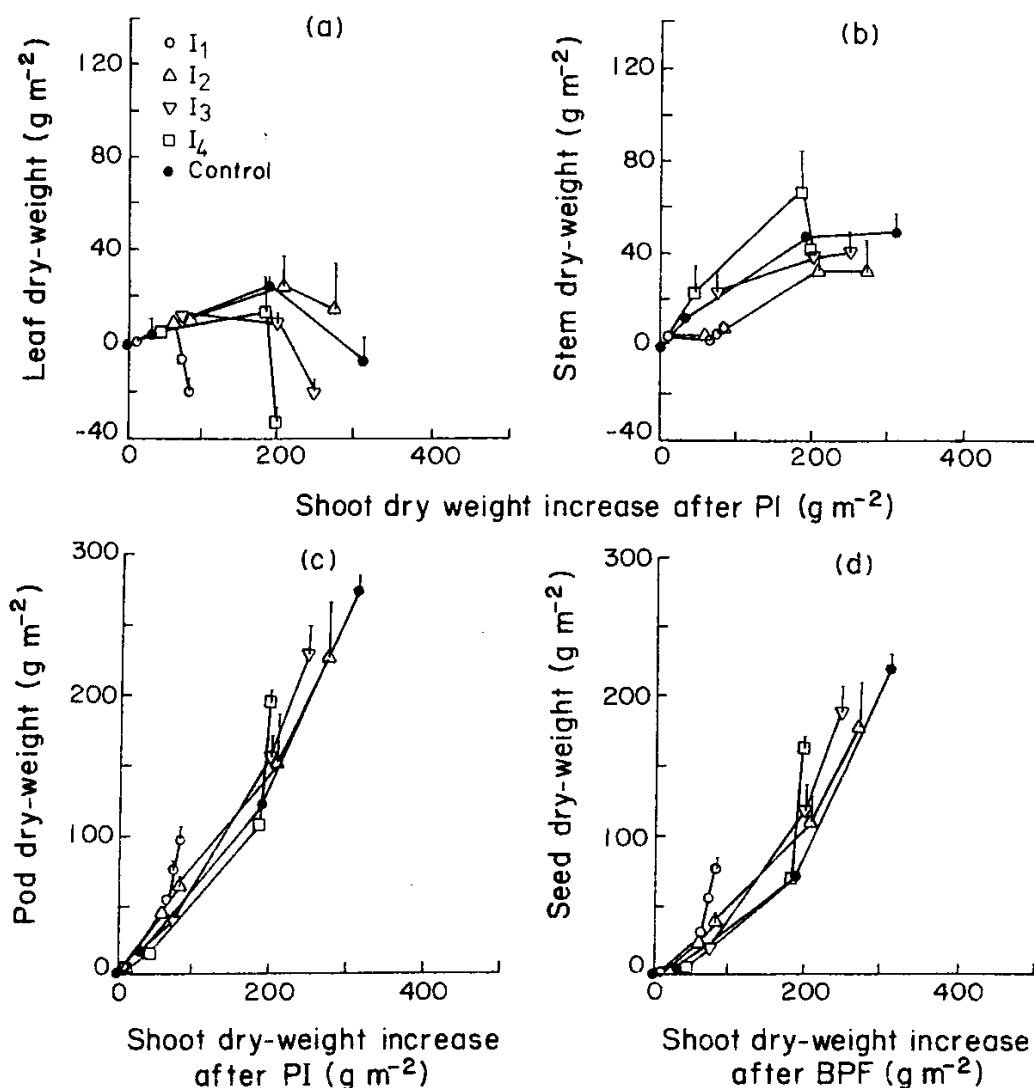 (a)
I1
I2
I3
I4
Control
Leaf dry-weight (g m−2)
120
80
40
0
-40
0
200
400
(b)
Stem dry-weight (g m−2)
120
80
40
0
-40
0
200
400
Shoot dry weight increase after PI (g m−2)
(c)
Pod dry-weight (g m−2)
300
200
100
0
0
200
400
Shoot dry-weight increase
after PI (g m−2)
(d)
Seed dry-weight (g m−2)
300
200
100
0
0
200
400
Shoot dry-weight increase
after BPF (g m−2)